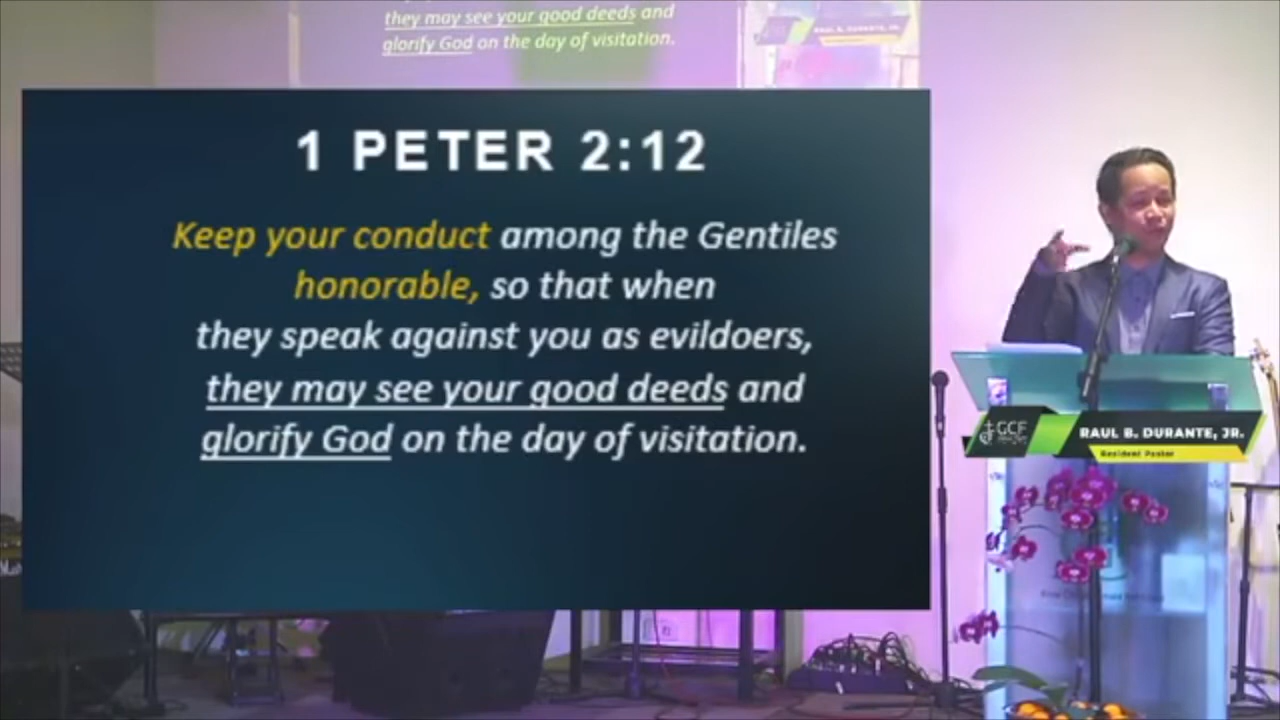 they may see your good deeds and
glorify God on the day of visitation.
1 PETER 2:12
Keep your conduct among the Gentiles
honorable, so that when
they speak against you as evildoers,
they may see your good deeds and
glorify God on the day of visitation.
GCF
RAUL B. DURANTE, JR.
Resident Pastor